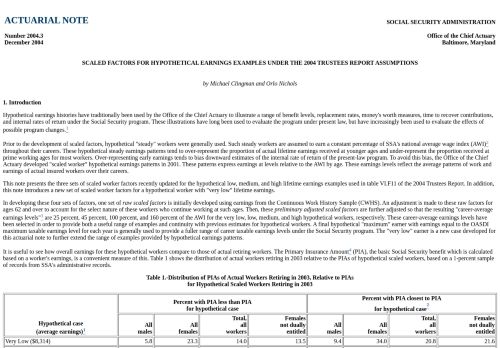 ACTUARIAL NOTE
SOCIAL SECURITY ADMINISTRATION
Number 2004.3
December 2004
Office of the Chief Actuary
Baltimore, Maryland
SCALED FACTORS FOR HYPOTHETICAL EARNINGS EXAMPLES UNDER THE 2004 TRUSTEES REPORT ASSUMPTIONS
by Michael Clingman and Orlo Nichols
1. Introduction
Hypothetical earnings histories have traditionally been used by the Office of the Chief Actuary to illustrate a range of benefit levels, replacement rates, money's worth measures, time to recover contributions,
and internal rates of return under the Social Security program. These illustrations have long been used to evaluate the program under present law, but have increasingly been used to evaluate the effects of
possible program changes.1
Prior to the development of scaled factors, hypothetical "steady" workers were generally used. Such steady workers are assumed to earn a constant percentage of SSA's national average wage index (AWI)2
throughout their careers. These hypothetical steady earnings patterns tend to over-represent the proportion of actual lifetime earnings received at younger ages and under-represent the proportion received at
prime working ages for most workers. Over-representing early earnings tends to bias downward estimates of the internal rate of return of the present-law program. To avoid this bias, the Office of the Chief
Actuary developed "scaled worker" hypothetical earnings patterns in 2001. These patterns express earnings levels relative to the AWI by age. These earnings levels reflect the average patterns of work and
earnings of actual insured workers over their careers.
This note presents the three sets of scaled worker factors recently updated for the hypothetical low, medium, and high lifetime earnings examples used in table VI.F11 of the 2004 Trustees Report. In addition,
this note introduces a new set of scaled worker factors for a hypothetical worker with "very low" lifetime earnings.
In developing these four sets of factors, one set of raw scaled factors is initially developed using earnings from the Continuous Work History Sample (CWHS). An adjustment is made to these raw factors for
ages 62 and over to account for the select nature of these workers who continue working at such ages. Then, these preliminary adjusted scaled factors are further adjusted so that the resulting "career-average
earnings levels"3 are 25 percent, 45 percent, 100 percent, and 160 percent of the AWI for the very low, low, medium, and high hypothetical workers, respectively. These career-average earnings levels have
been selected in order to provide both a useful range of examples and continuity with previous estimates for hypothetical workers. A final hypothetical "maximum" earner with earnings equal to the OASDI
maximum taxable earnings level for each year is generally used to provide a fuller range of career taxable earnings levels under the Social Security program. The "very low" earner is a new case developed for
this actuarial note to further extend the range of examples provided by hypothetical earnings patterns.
It is useful to see how overall earnings for these hypothetical workers compare to those of actual retiring workers. The Primary Insurance Amount4 (PIA), the basic Social Security benefit which is calculated
based on a worker's earnings, is a convenient measure of this. Table 1 shows the distribution of actual workers retiring in 2003 relative to the PIAs of hypothetical scaled workers, based on a 1-percent sample
of records from SSA's administrative records.
Table 1.-Distribution of PIAs of Actual Workers Retiring in 2003, Relative to PIAs
for Hypothetical Scaled Workers Retiring in 2003
Hypothetical case
(average earnings)1
Percent with PIA less than PIA
for hypothetical case
Percent with PIA closest to PIA
for hypothetical case2
All
males
All
females
Total,
all
workers
Females
not dually
entitled
All
males
All
females
Total,
all
workers
Females
not dually
entitled
Very Low ($8,314) 5.8 23.3 14.0 13.5 9.4 34.0 20.8 21.6